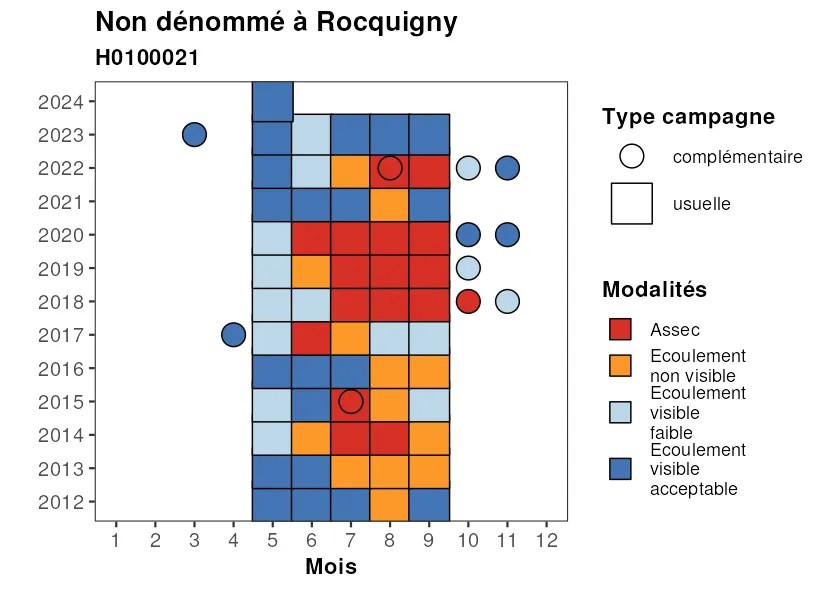 Non dénommé à Rocquigny
H0100021
2024
2023
2022
2021
2020
2019
2018
2017
2016
2015
2014
2013
2012
1 2 3 4 5 6 7 8 9 10 11 12
Mois
Type campagne
complémentaire
usuelle
Modalités
Assec
Ecoulement
non visible
Ecoulement
visible
faible
Ecoulement
visible
acceptable